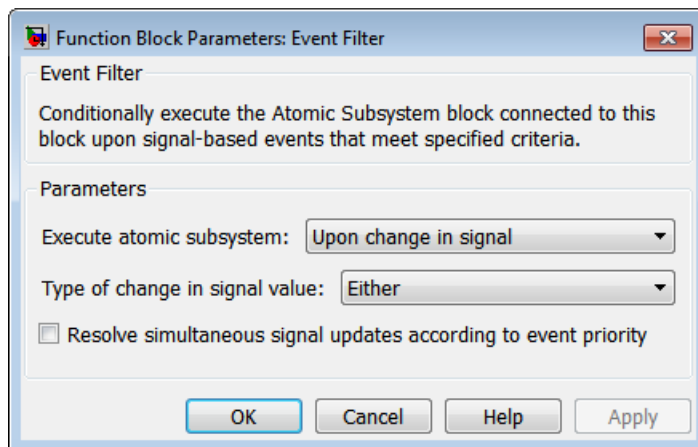 Function Block Parameters: Event Filter
Event Filter
Conditionally execute the Atomic Subsystem block connected to this
block upon signal-based events that meet specified criteria.
Parameters
Execute atomic subsystem: Upon change in signal
Type of change in signal value: Either
Resolve simultaneous signal updates according to event priority
OK Cancel Help Apply